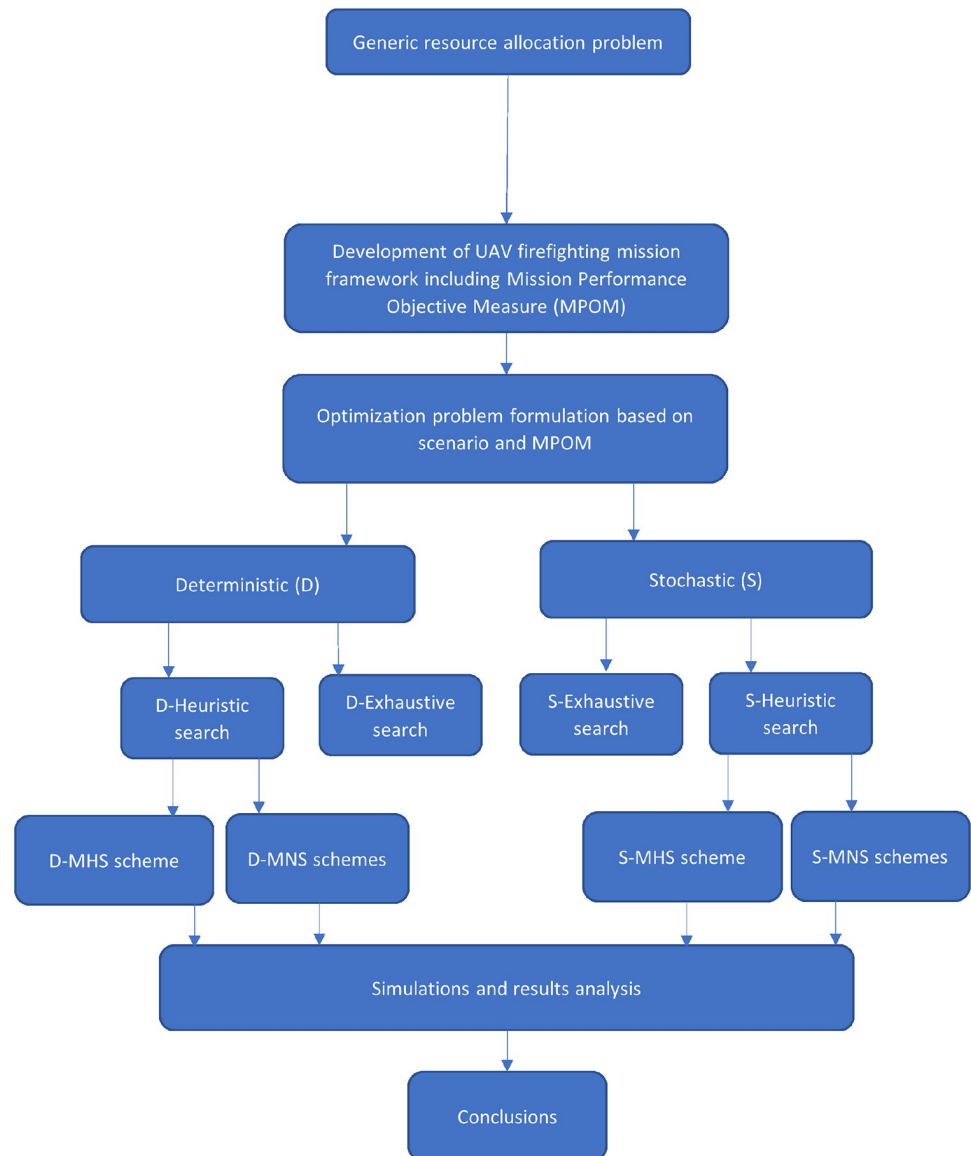 Generic resource allocation problem
Development of UAV firefighting mission
framework including Mission Performance
Objective Measure (MPOM)
Optimization problem formulation based on
scenario and MPOM
Deterministic (D)
Stochastic (S)
D-Heuristic
search
D-Exhaustive
search
S-Exhaustive
search
S-Heuristic
search
D-MHS scheme
D-MNS schemes
S-MHS scheme
S-MNS schemes
Simulations and results analysis
Conclusions